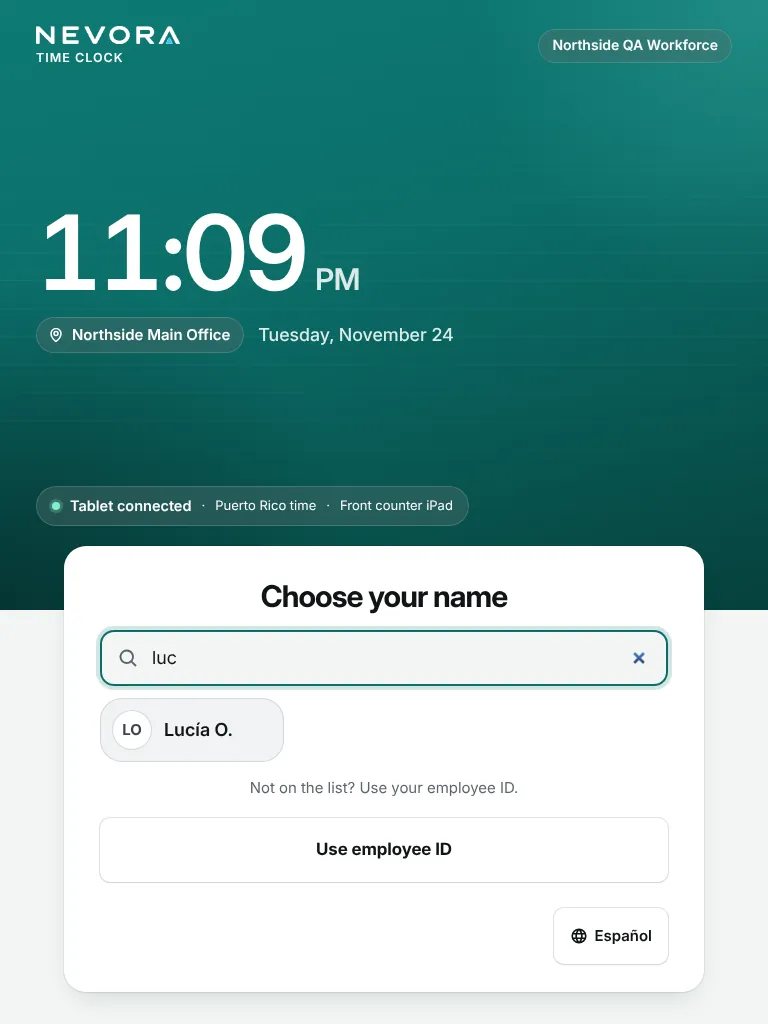 NEVORA
TIME CLOCK
Northside QA Workforce
11:09 PM
Northside Main Office
Tuesday, November 24
Tablet connected · Puerto Rico time · Front counter iPad
Choose your name
luc
LO
Lucía O.
Not on the list? Use your employee ID.
Use employee ID
Español